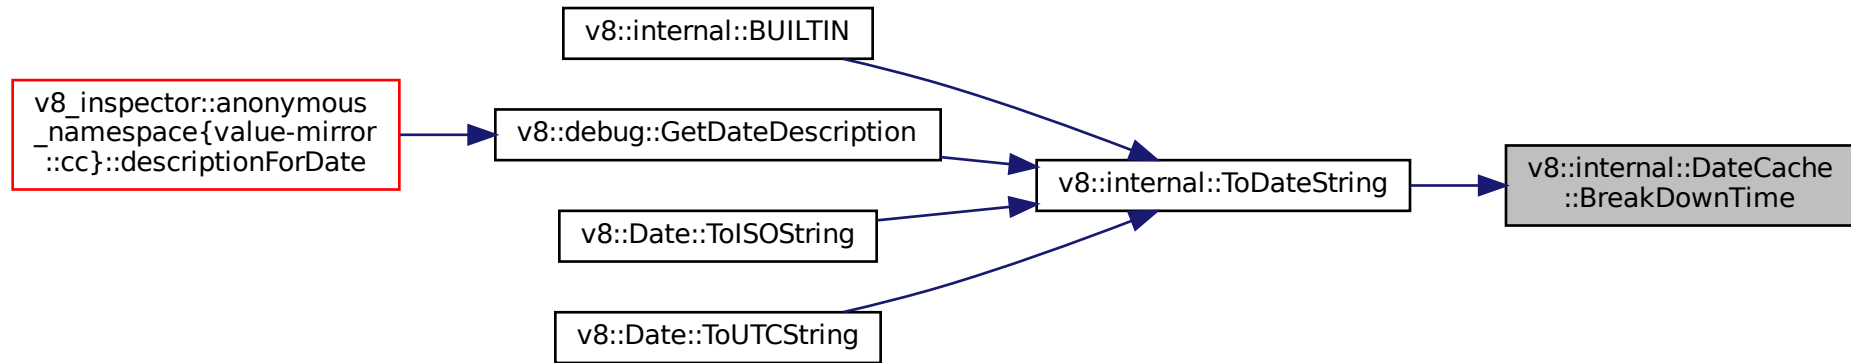 v8::internal::BUILTIN
v8_inspector::anonymous
_namespace{value-mirror
::cc}::descriptionForDate
v8::debug::GetDateDescription
v8::internal::ToDateString
v8::internal::DateCache
::BreakDownTime
v8::Date::ToISOString
v8::Date::ToUTCString